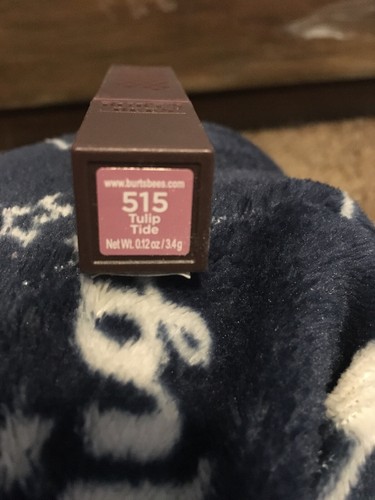 www.burtsbees.com
515
Tulip
Tide
Net Wt. 0.12 oz / 3.4g